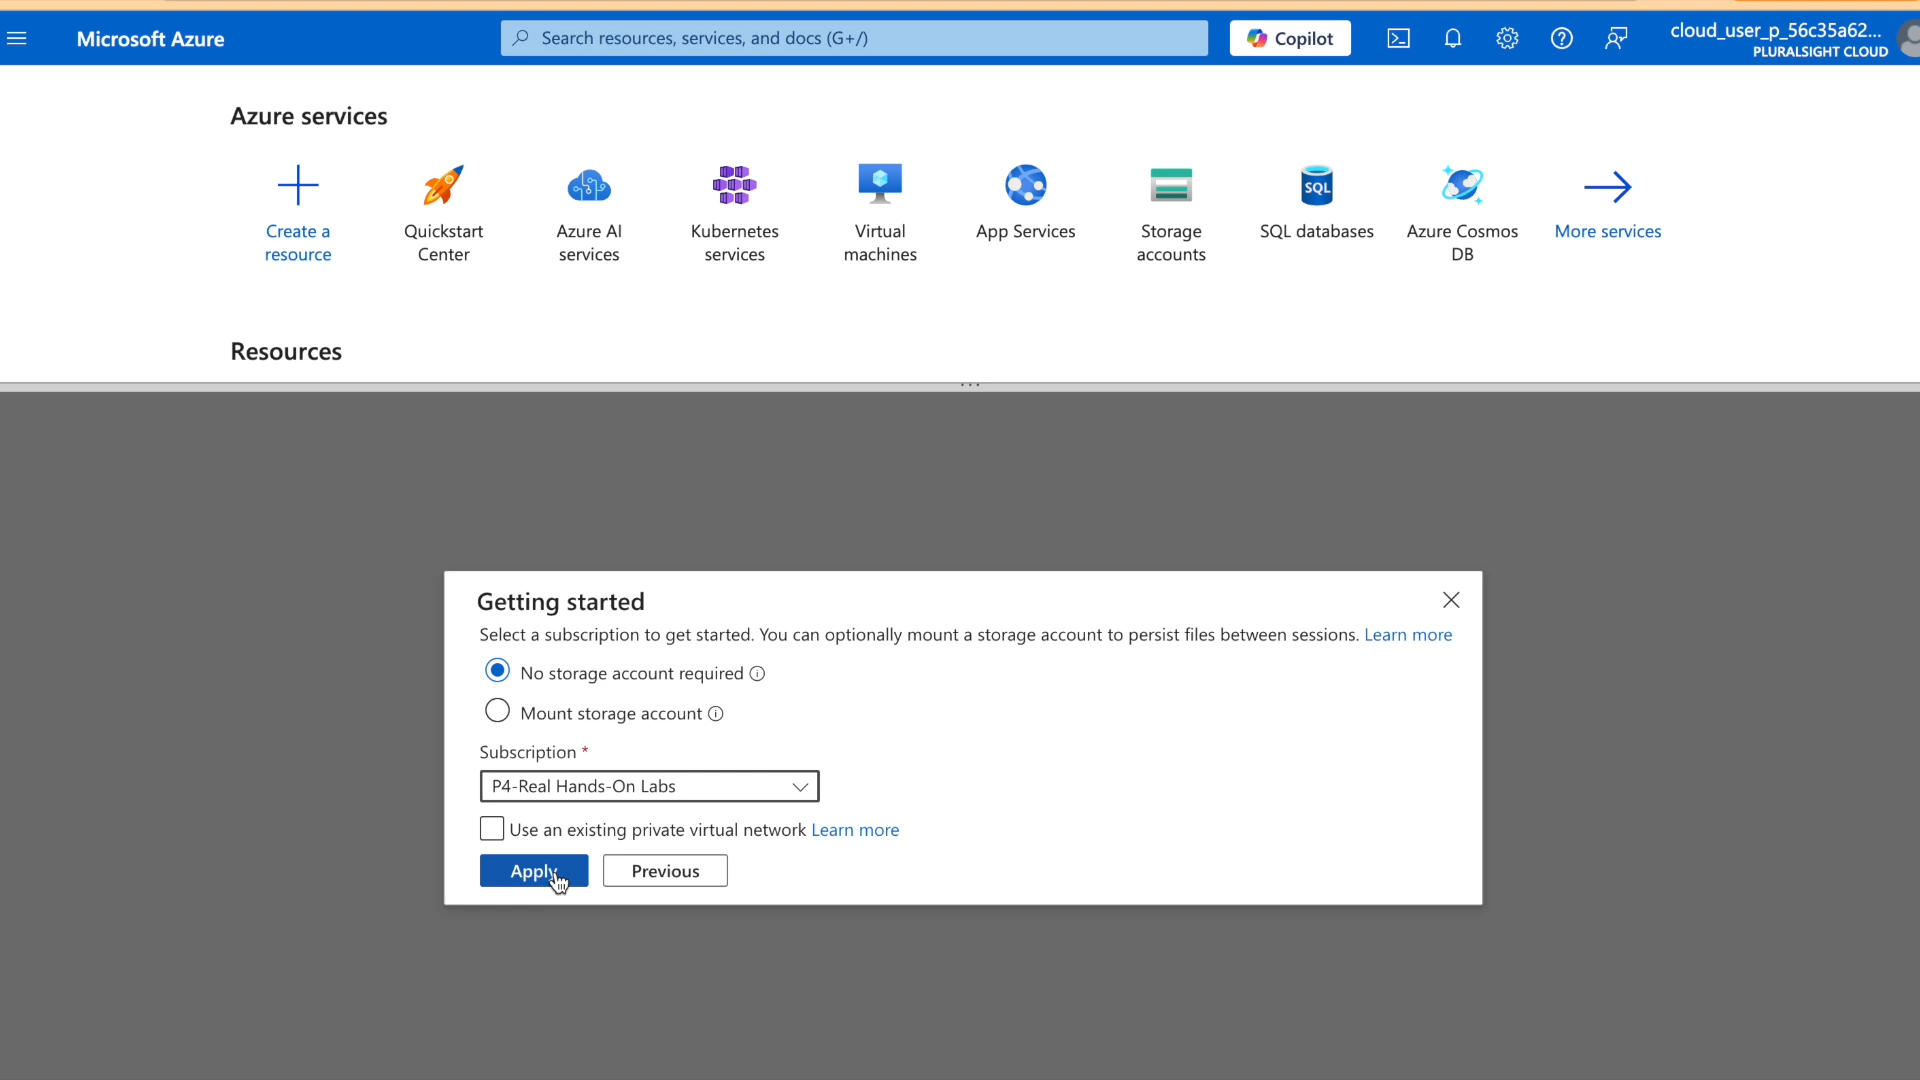 Microsoft Azure
Search resources, services, and docs (G+/)
Copilot
cloud_user_p_56c35a62...
PLURALSIGHT CLOUD
Azure services
Create a
resource
Quickstart
Center
Azure AI
services
Kubernetes
services
Virtual
machines
App Services
Storage
accounts
SQL
SQL databases
Azure Cosmos
DB
More services
Resources
Getting started
Select a subscription to get started. You can optionally mount a storage account to persist files between sessions. Learn more
No storage account required
Mount storage account
Subscription *
P4-Real Hands-On Labs
Use an existing private virtual network Learn more
Apply
Previous